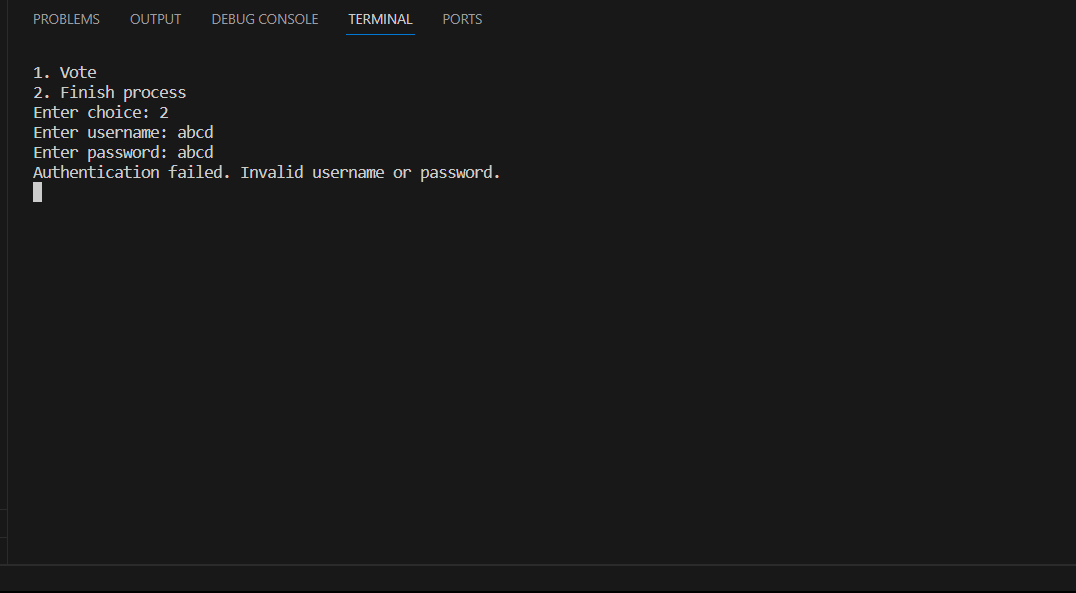 PROBLEMS OUTPUT DEBUG CONSOLE TERMINAL PORTS
1. Vote
2. Finish process
Enter choice: 2
Enter username: abcd
Enter password: abcd
Authentication failed. Invalid username or password.